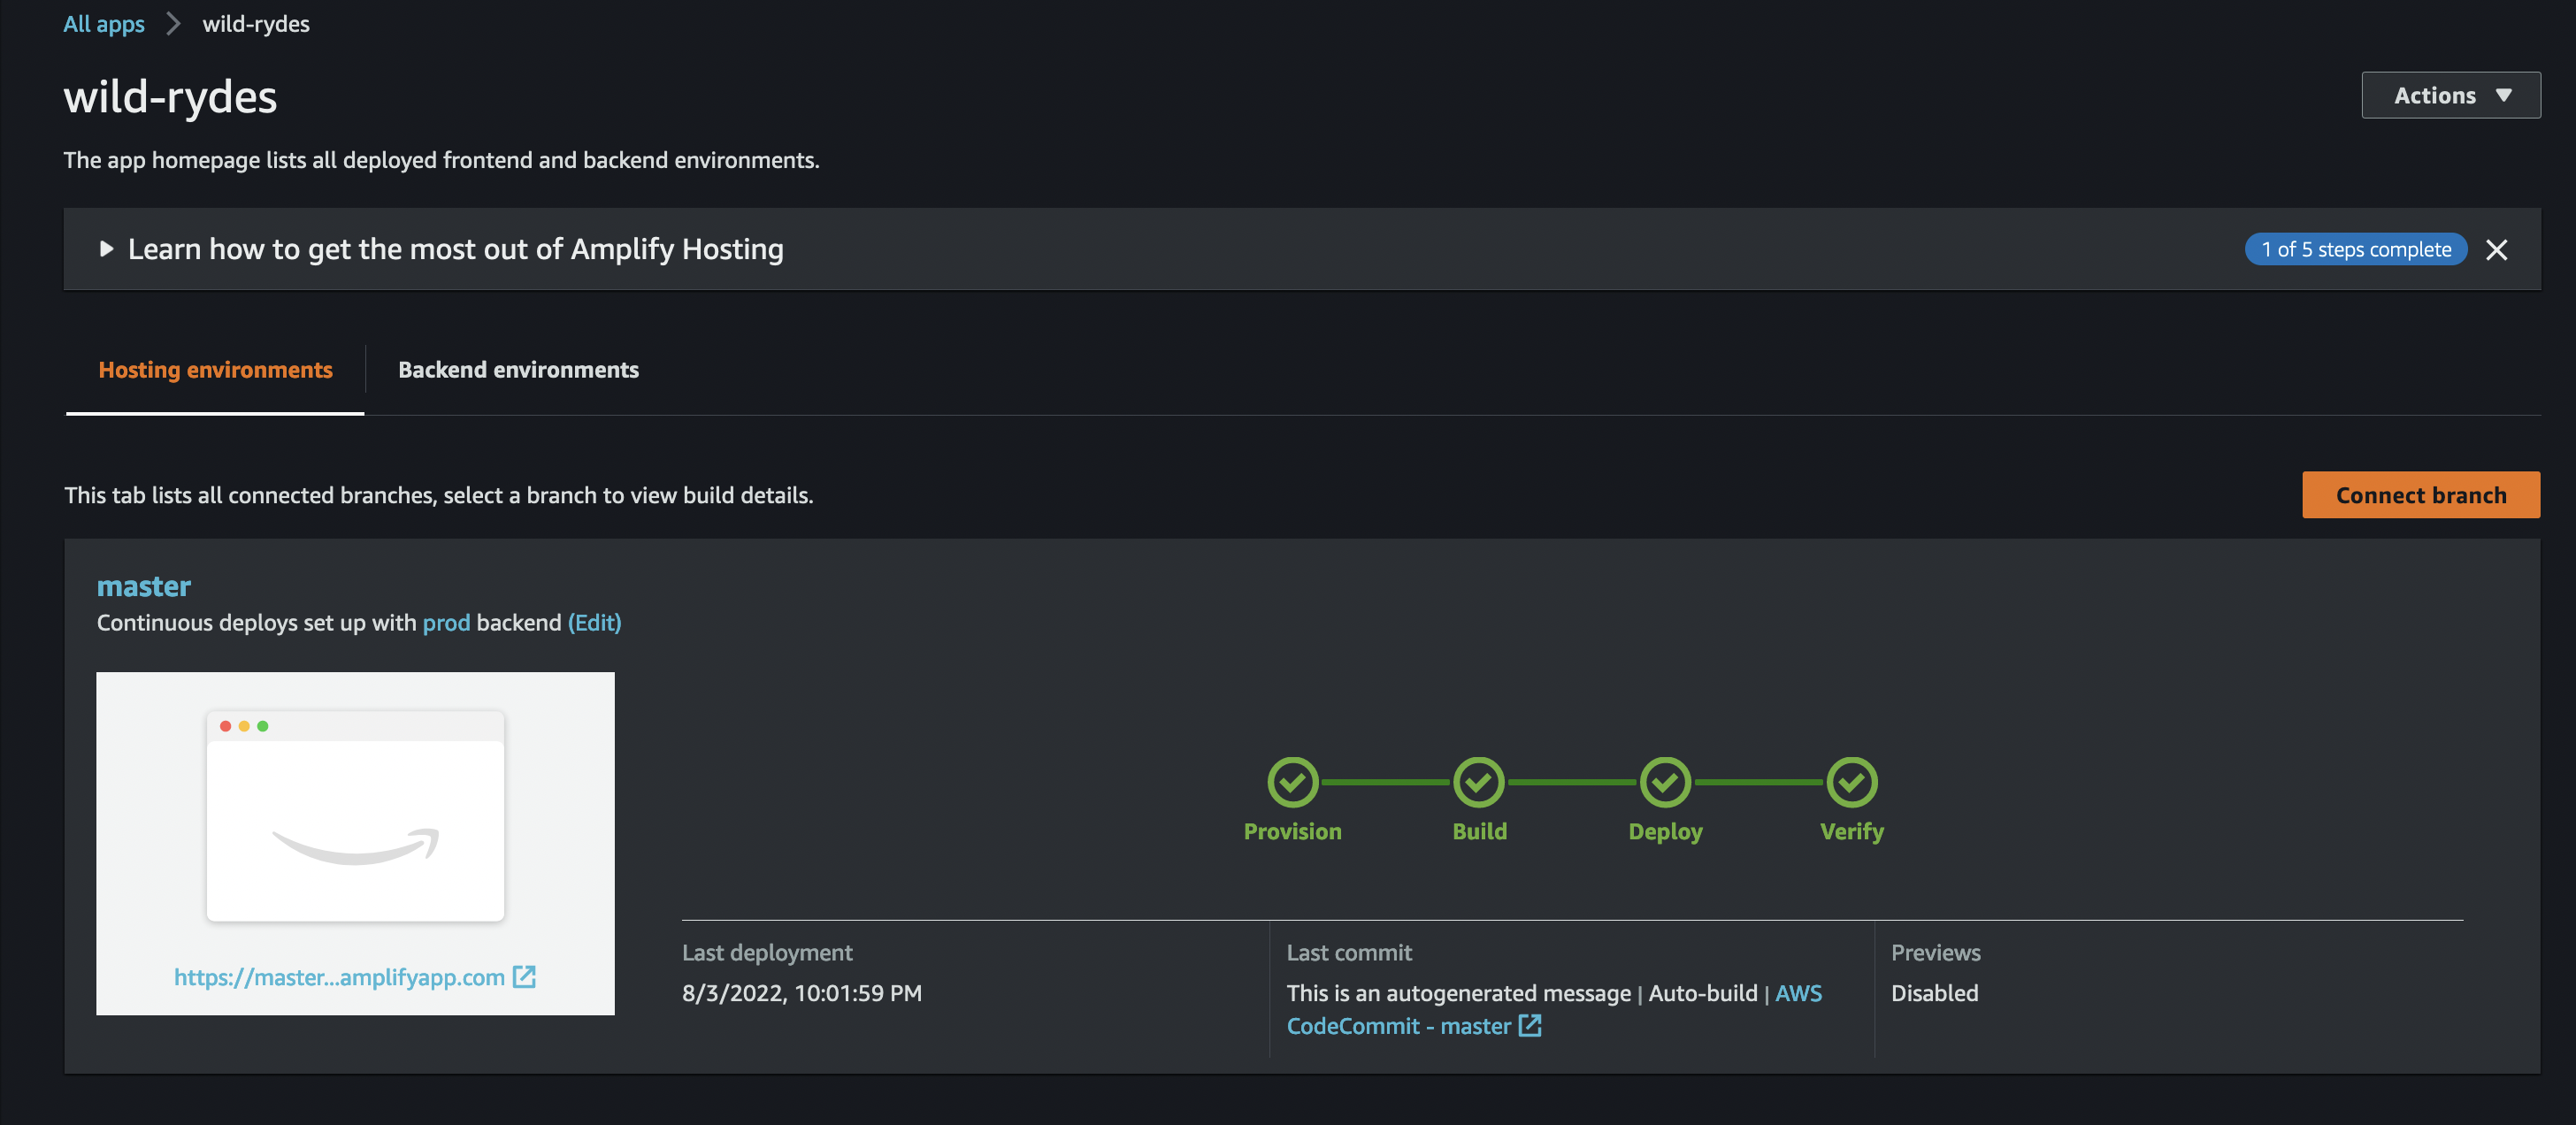 All apps
wild-rydes
wild-rydes
Actions
The app homepage lists all deployed frontend and backend environments.
Learn how to get the most out of Amplify Hosting
1 of 5 steps complete
Hosting environments
Backend environments
This tab lists all connected branches, select a branch to view build details.
Connect branch
master
Continuous deploys set up with prod backend (Edit)
https://master...amplifyapp.com
Provision
Build
Deploy
Verify
Last deployment
8/3/2022, 10:01:59 PM
Last commit
This is an autogenerated message | Auto-build | AWS
CodeCommit - master
Previews
Disabled